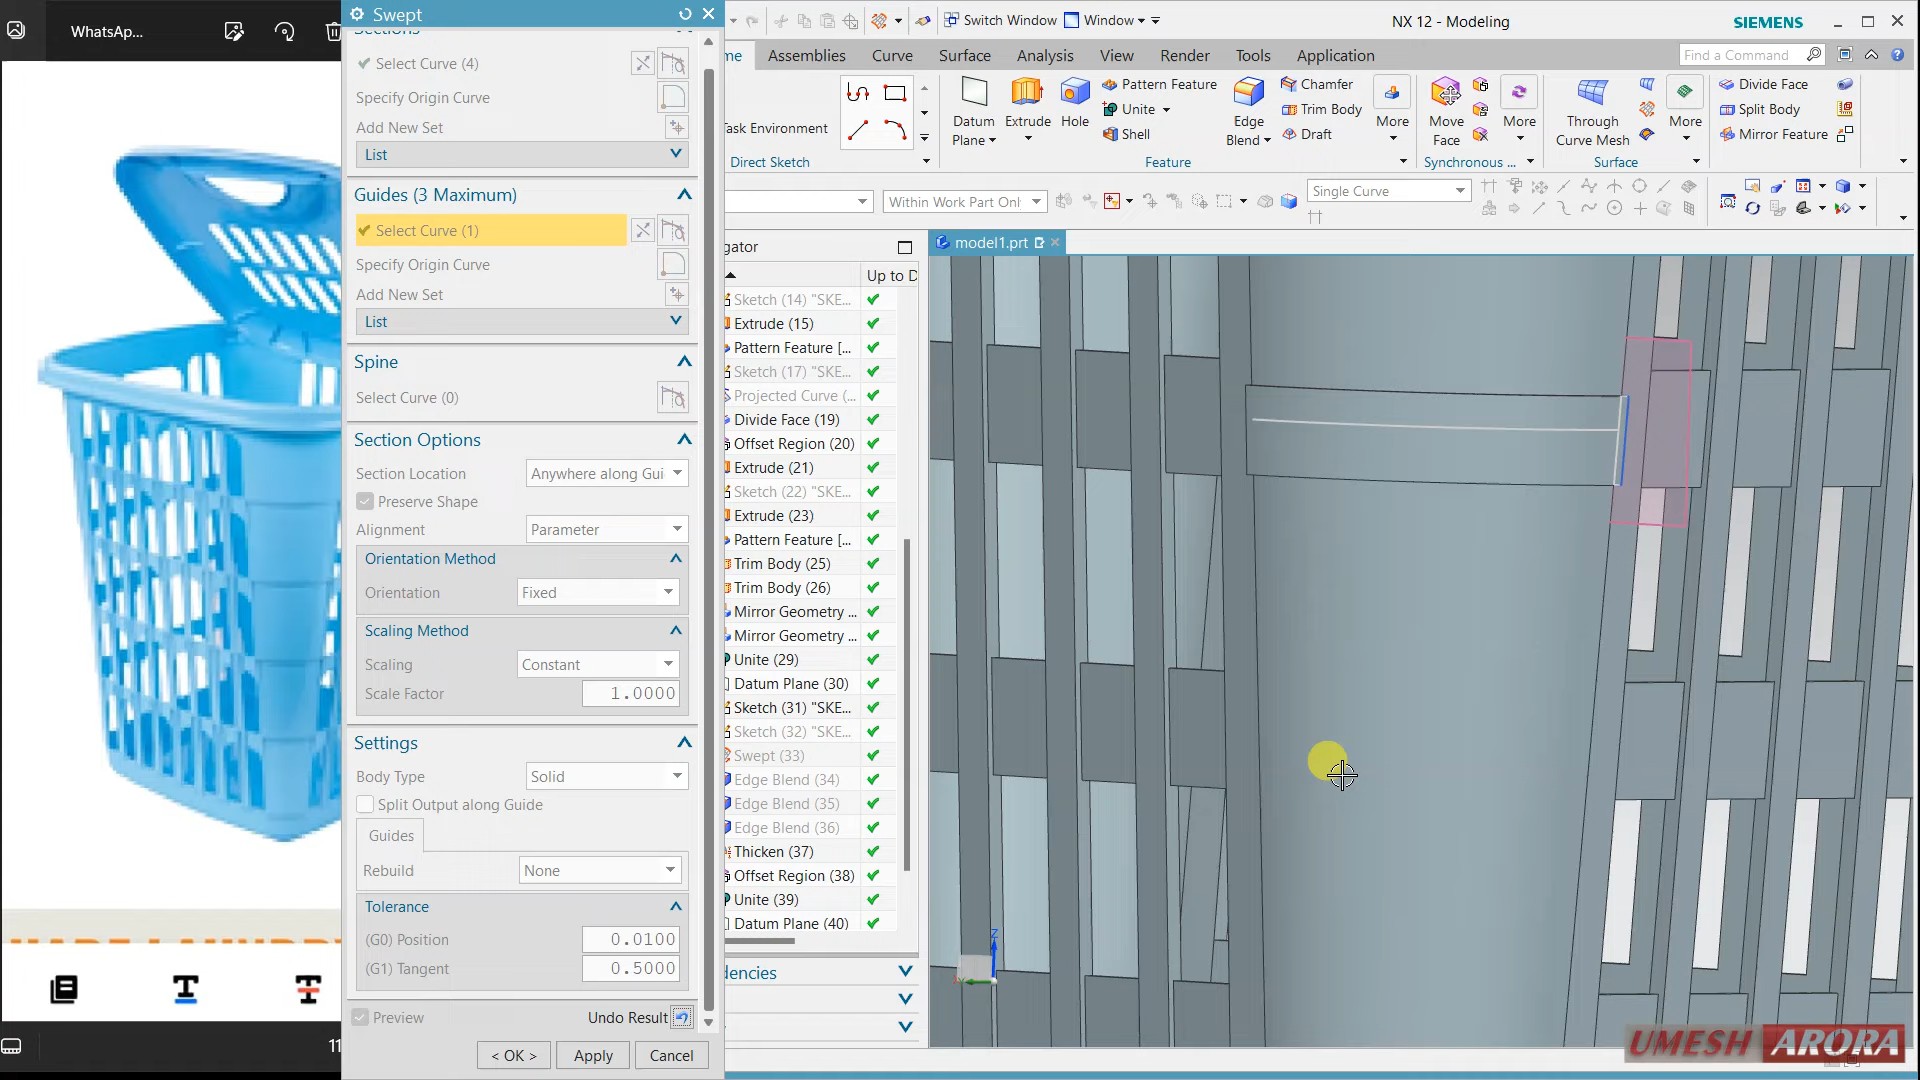 WhatsAp...
Swept
Sections
Select Curve (4)
Specify Origin Curve
Add New Set
List
Guides (3 Maximum)
Select Curve (1)
Specify Origin Curve
Add New Set
List
Spine
Select Curve (0)
Section Options
Section Location
Anywhere along Gui
Preserve Shape
Alignment
Parameter
Orientation Method
Orientation
Fixed
Scaling Method
Scaling
Constant
Scale Factor
1.0000
Settings
Body Type
Solid
Split Output along Guide
Guides
Rebuild
None
Tolerance
(G0) Position
0.0100
(G1) Tangent
0.5000
Preview
Undo Result
< OK >
Apply
Cancel
11
Switch Window
Window
NX 12 - Modeling
SIEMENS
me
Assemblies
Curve
Surface
Analysis
View
Render
Tools
Application
Find a Command
Task Environment
Direct Sketch
Datum
Plane
Extrude
Hole
Pattern Feature
Unite
Shell
Edge
Blend
Chamfer
Trim Body
Draft
More
Feature
Move
Face
More
Synchronous ...
Through
Curve Mesh
More
Surface
Divide Face
Split Body
Mirror Feature
Within Work Part Onl
Single Curve
gator
model1.prt
Up to D
Sketch (14) "SKE...
Extrude (15)
Pattern Feature [...
Sketch (17) "SKE...
Projected Curve (...
Divide Face (19)
Offset Region (20)
Extrude (21)
Sketch (22) "SKE...
Extrude (23)
Pattern Feature [...
Trim Body (25)
Trim Body (26)
Mirror Geometry ...
Mirror Geometry ...
Unite (29)
Datum Plane (30)
Sketch (31) "SKE...
Sketch (32) "SKE...
Swept (33)
Edge Blend (34)
Edge Blend (35)
Edge Blend (36)
Thicken (37)
Offset Region (38)
Unite (39)
Datum Plane (40)
dencies
Z
UMESH ARORA